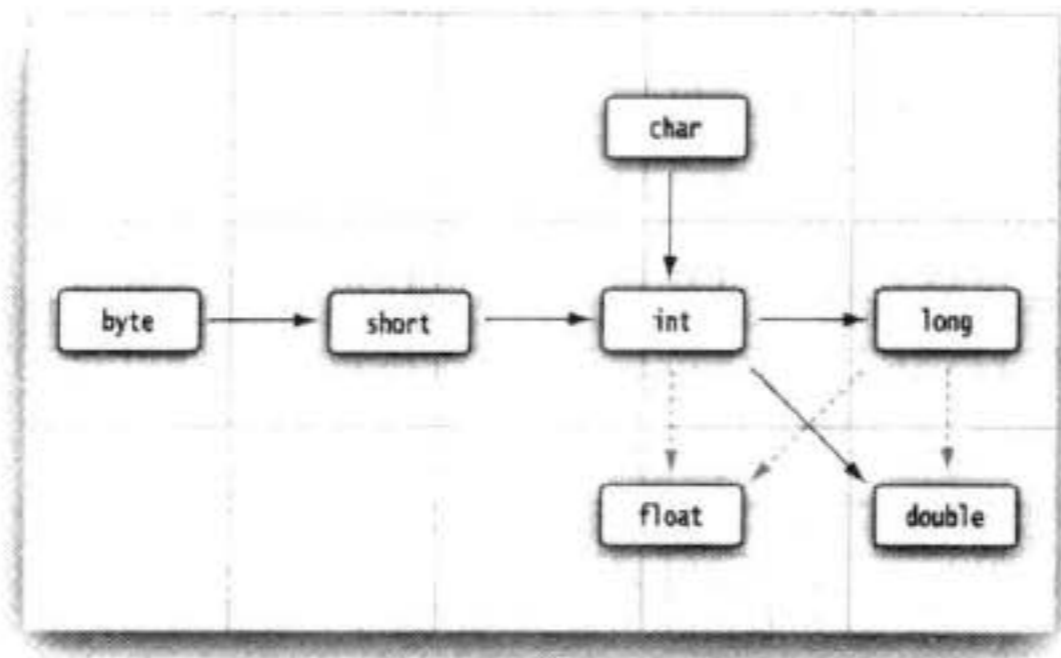 char
byte
short
int
long
float
double